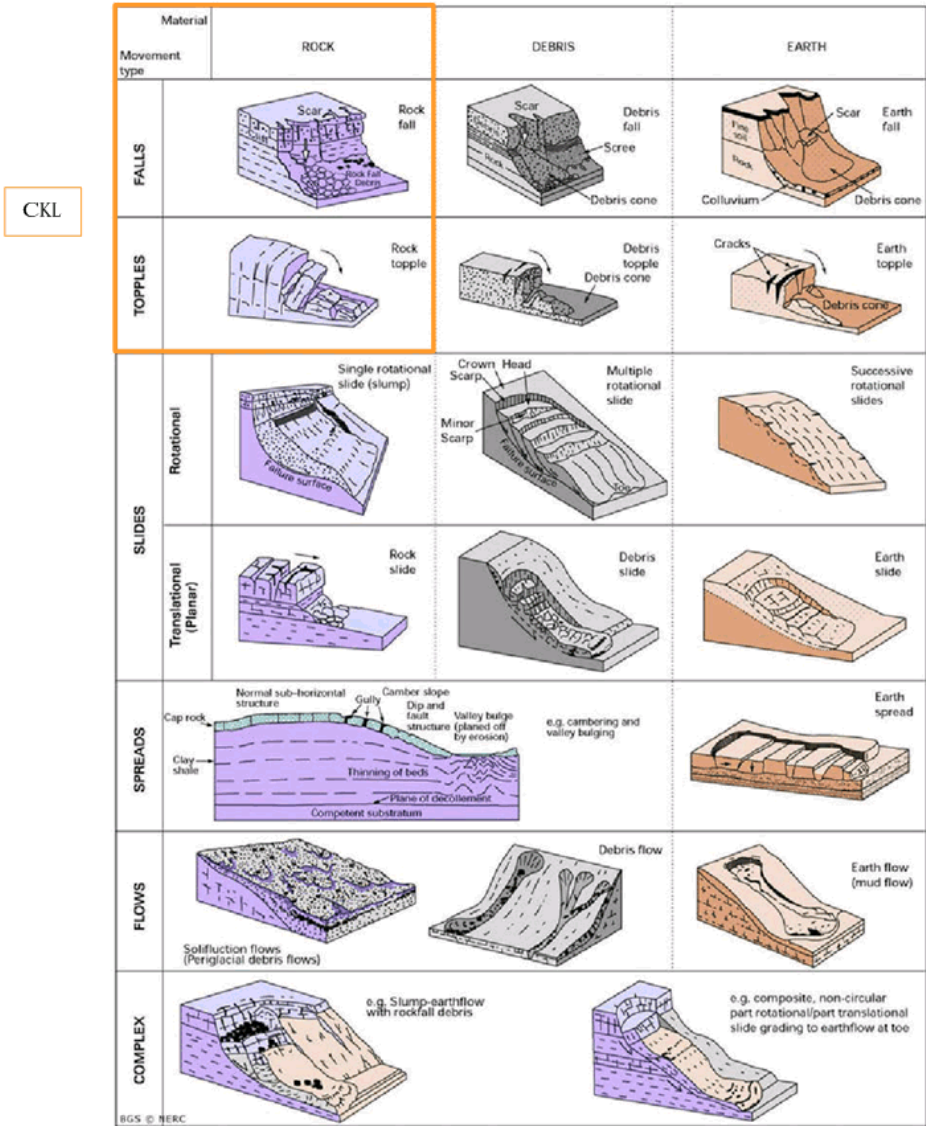 Material
Movement
type
ROCK
DEBRIS
EARTH
CKL
FALLS
Scar
Rock
fall
Rock Fall
Debris
Scar
Debris
fall
Rock
Scree
Debris cone
Fine
soil
Rock
Scar
Earth
fall
Colluvium
Debris cone
TOPPLES
Rock
topple
Debris
topple
Debris cone
Cracks
Earth
topple
Debris cone
SLIDES
Rotational
Single rotational
slide (slump)
Failure surface
Crown
Head
Scarp
Minor
Scarp
Failure surface
Toe
Multiple
rotational
slide
Successive
rotational
slides
Translational
(Planar)
Rock
slide
Debris
slide
Earth
slide
SPREADS
Normal sub-horizontal
structure
Gully
Camber slope
Dip and
fault
structure
Valley bulge
(planed off
by erosion)
Cap rock
Clay
shale
Thinning of beds
Plane of decollement
Competent substratum
e.g. cambering and
valley bulging
Earth
spread
FLOWS
Solifluction flows
(Periglacial debris flows)
Debris flow
Earth flow
(mud flow)
COMPLEX
e.g. Slump-earthflow
with rockfall debris
e.g. composite, non-circular
part rotational/part translational
slide grading to earthflow at toe
BGS © NERC